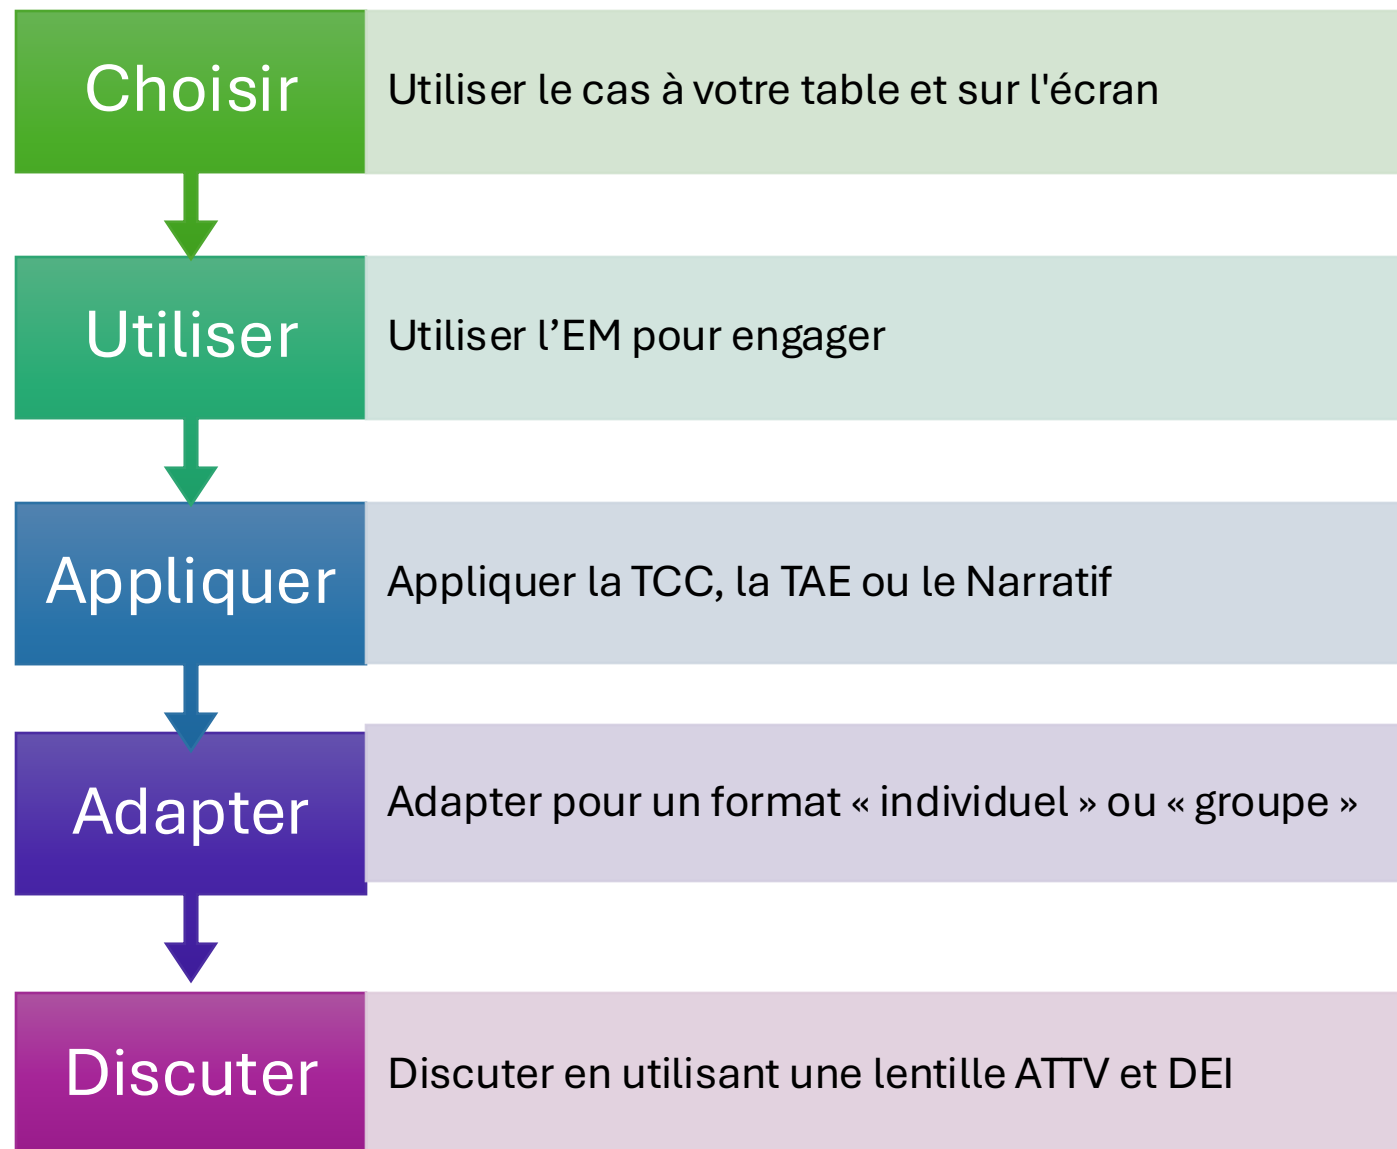 Choisir
Utiliser le cas à votre table et sur l'écran
Utiliser
Utiliser l’EM pour engager
Appliquer
Appliquer la TCC, la TAE ou le Narratif
Adapter
Adapter pour un format « individuel » ou « groupe »
Discuter
Discuter en utilisant une lentille ATTV et DEI